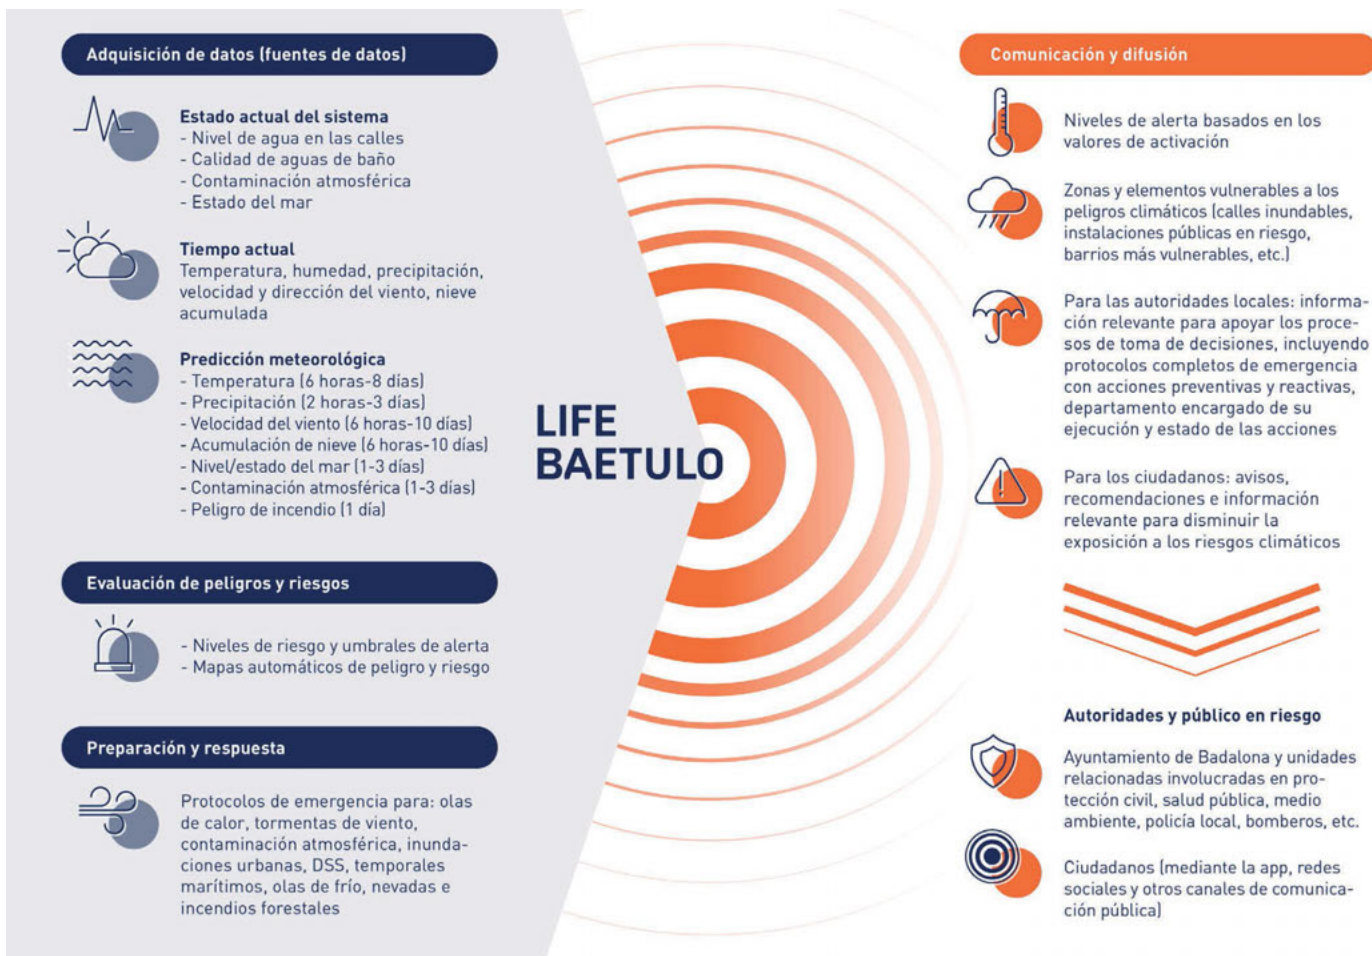 Adquisición de datos (fuentes de datos)
Estado actual del sistema
- Nivel de agua en las calles
- Calidad de aguas de baño
- Contaminación atmosférica
- Estado del mar
Tiempo actual
Temperatura, humedad, precipitación,
velocidad y dirección del viento, nieve
acumulada
Predicción meteorológica
- Temperatura (6 horas-8 días)
- Precipitación (2 horas-3 días)
- Velocidad del viento (6 horas-10 días)
- Acumulación de nieve (6 horas-10 días)
- Nivel/estado del mar (1-3 días)
- Contaminación atmosférica (1-3 días)
- Peligro de incendio (1 día)
Evaluación de peligros y riesgos
- Niveles de riesgo y umbrales de alerta
- Mapas automáticos de peligro y riesgo
Preparación y respuesta
Protocolos de emergencia para: olas
de calor, tormentas de viento,
contaminación atmosférica, inunda-
ciones urbanas, DSS, temporales
marítimos, olas de frío, nevadas e
incendios forestales
LIFE
BAETULO
Comunicación y difusión
Niveles de alerta basados en los
valores de activación
Zonas y elementos vulnerables a los
peligros climáticos (calles inundables,
instalaciones públicas en riesgo,
barrios más vulnerables, etc.)
Para las autoridades locales: informa-
ción relevante para apoyar los proce-
sos de toma de decisiones, incluyendo
protocolos completos de emergencia
con acciones preventivas y reactivas,
departamento encargado de su
ejecución y estado de las acciones
Para los ciudadanos: avisos,
recomendaciones e información
relevante para disminuir la
exposición a los riesgos climáticos
Autoridades y público en riesgo
Ayuntamiento de Badalona y unidades
relacionadas involucradas en pro-
tección civil, salud pública, medio
ambiente, policía local, bomberos, etc.
Ciudadanos (mediante la app, redes
sociales y otros canales de comunica-
ción pública)